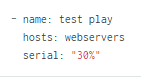 - name: test play
  hosts: webservers
  serial: "30%"